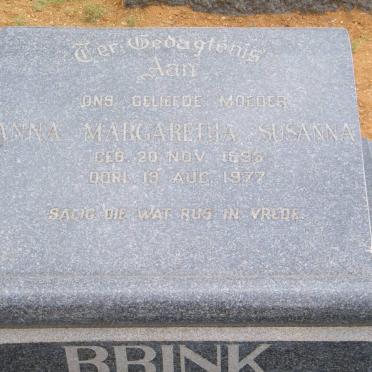 Ter Gedagtenis
Aan
ONS GELIEFDE MOEDER
ANNA MARGARETHA SUSANNA
GEB. 20 NOV. 1895
OORL. 19 AUG. 1977
SALIG DIE WAT RUS IN VREDE.
BRINK